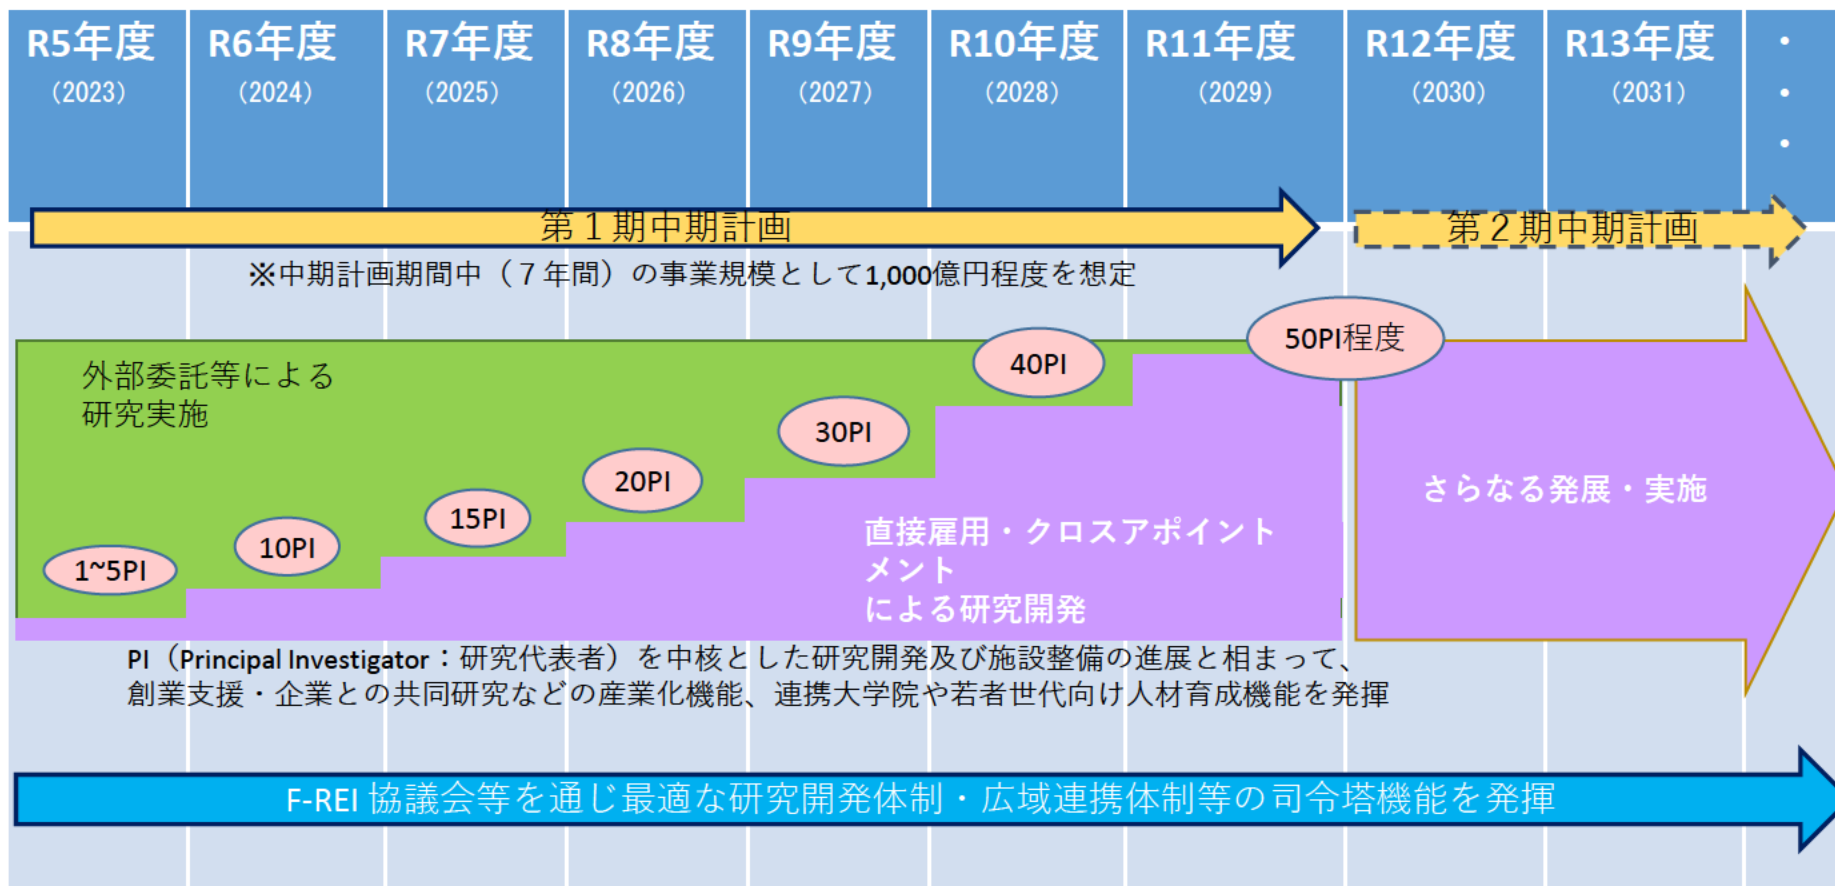 R5年度 R6年度 R7年度 R8年度 R9年度 R10年度 R11年度 R12年度 R13年度 ・
（2023） （2024） （2025） （2026） （2027） （2028） （2029） （2030） （2031） ・
・
第１期中期計画 第２期中期計画
※中期計画期間中（７年間）の事業規模として1,000億円程度を想定
外部委託等による
研究実施
1~5PI
10PI
15PI
20PI
30PI
40PI
50PI程度
直接雇用・クロスアポイント
メント
による研究開発
さらなる発展・実施
PI（Principal Investigator：研究代表者）を中核とした研究開発及び施設整備の進展と相まって、
創業支援・企業との共同研究などの産業化機能、連携大学院や若者世代向け人材育成機能を発揮
F-REI 協議会等を通じ最適な研究開発体制・広域連携体制等の司令塔機能を発揮